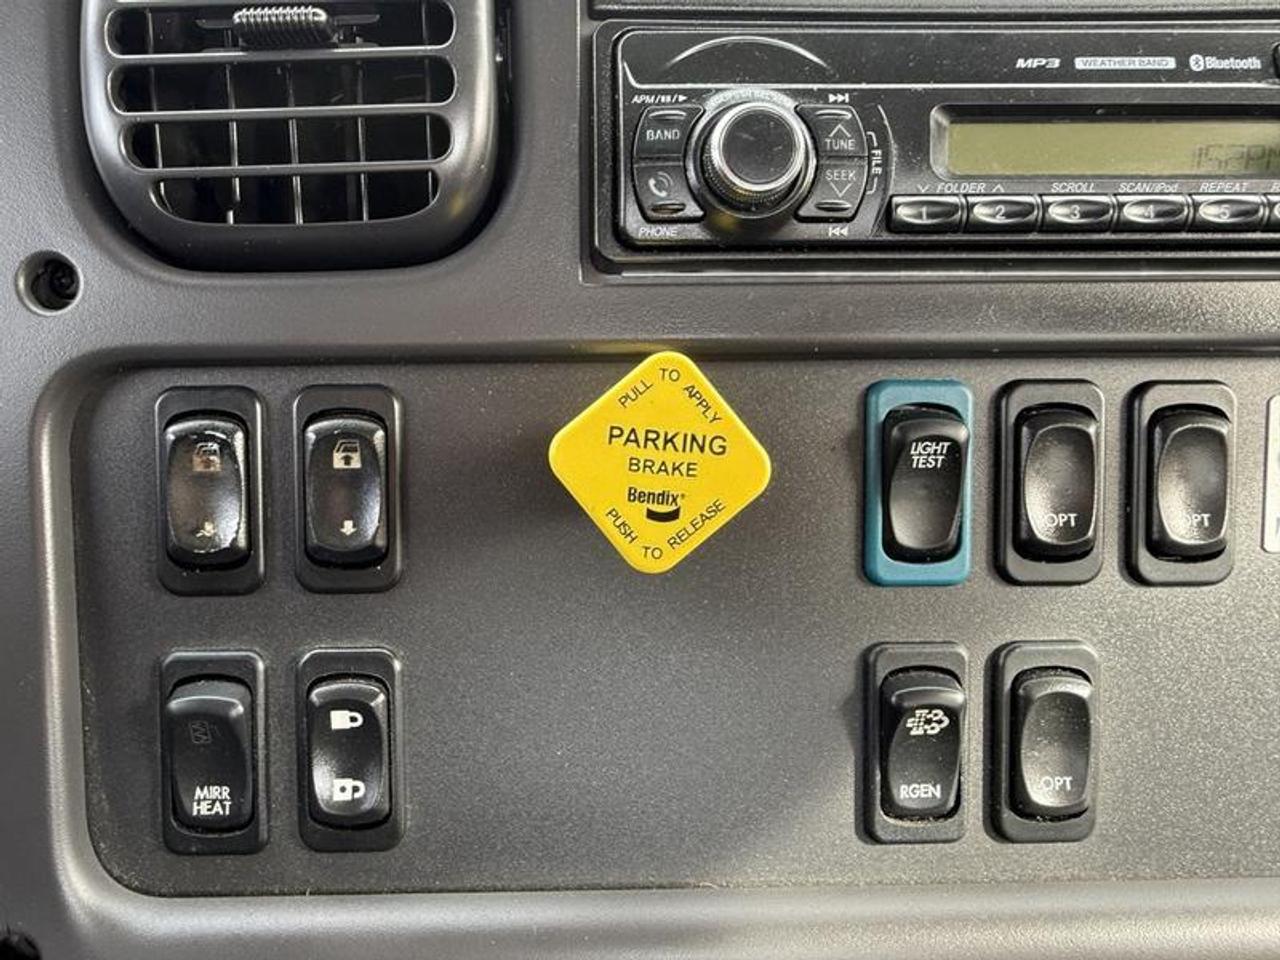 MP3 WEATHER BAND Bluetooth
APM/
BAND
TUNE
FILE
SEEK
PHONE
FOLDER SCROLL SCAN/iPod REPEAT
1 2 3 4 5
PULL TO APPLY
PARKING
BRAKE
Bendix®
PUSH TO RELEASE
LIGHT
TEST
OPT
OPT
MIRR
HEAT
RGEN
OPT